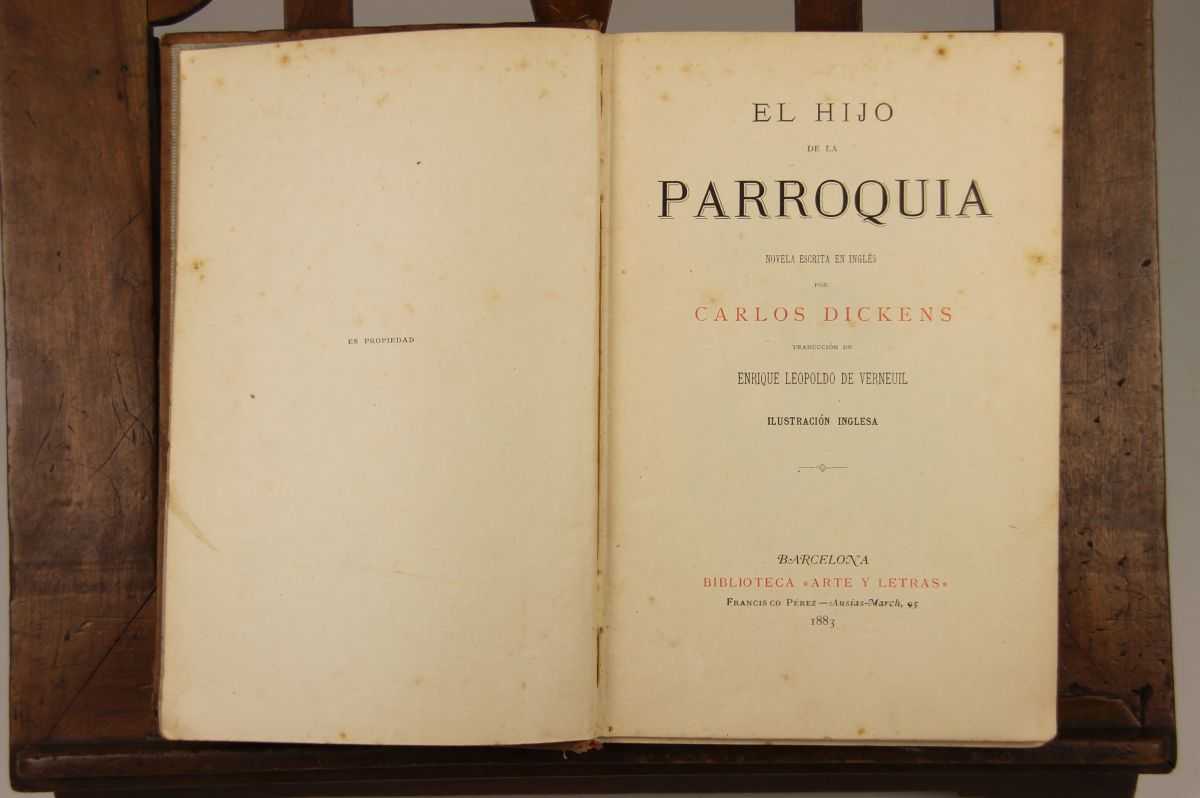 ES PROPIEDAD
EL HIJO
DE LA
PARROQUIA
NOVELA ESCRITA EN INGLÉS
POR
CARLOS DICKENS
TRADUCCIÓN DE
ENRIQUE LEOPOLDO DE VERNEUIL
ILUSTRACIÓN INGLESA
BARCELONA
BIBLIOTECA «ARTE Y LETRAS»
FRANCISCO PÉREZ—Ausias-March, 95
1883